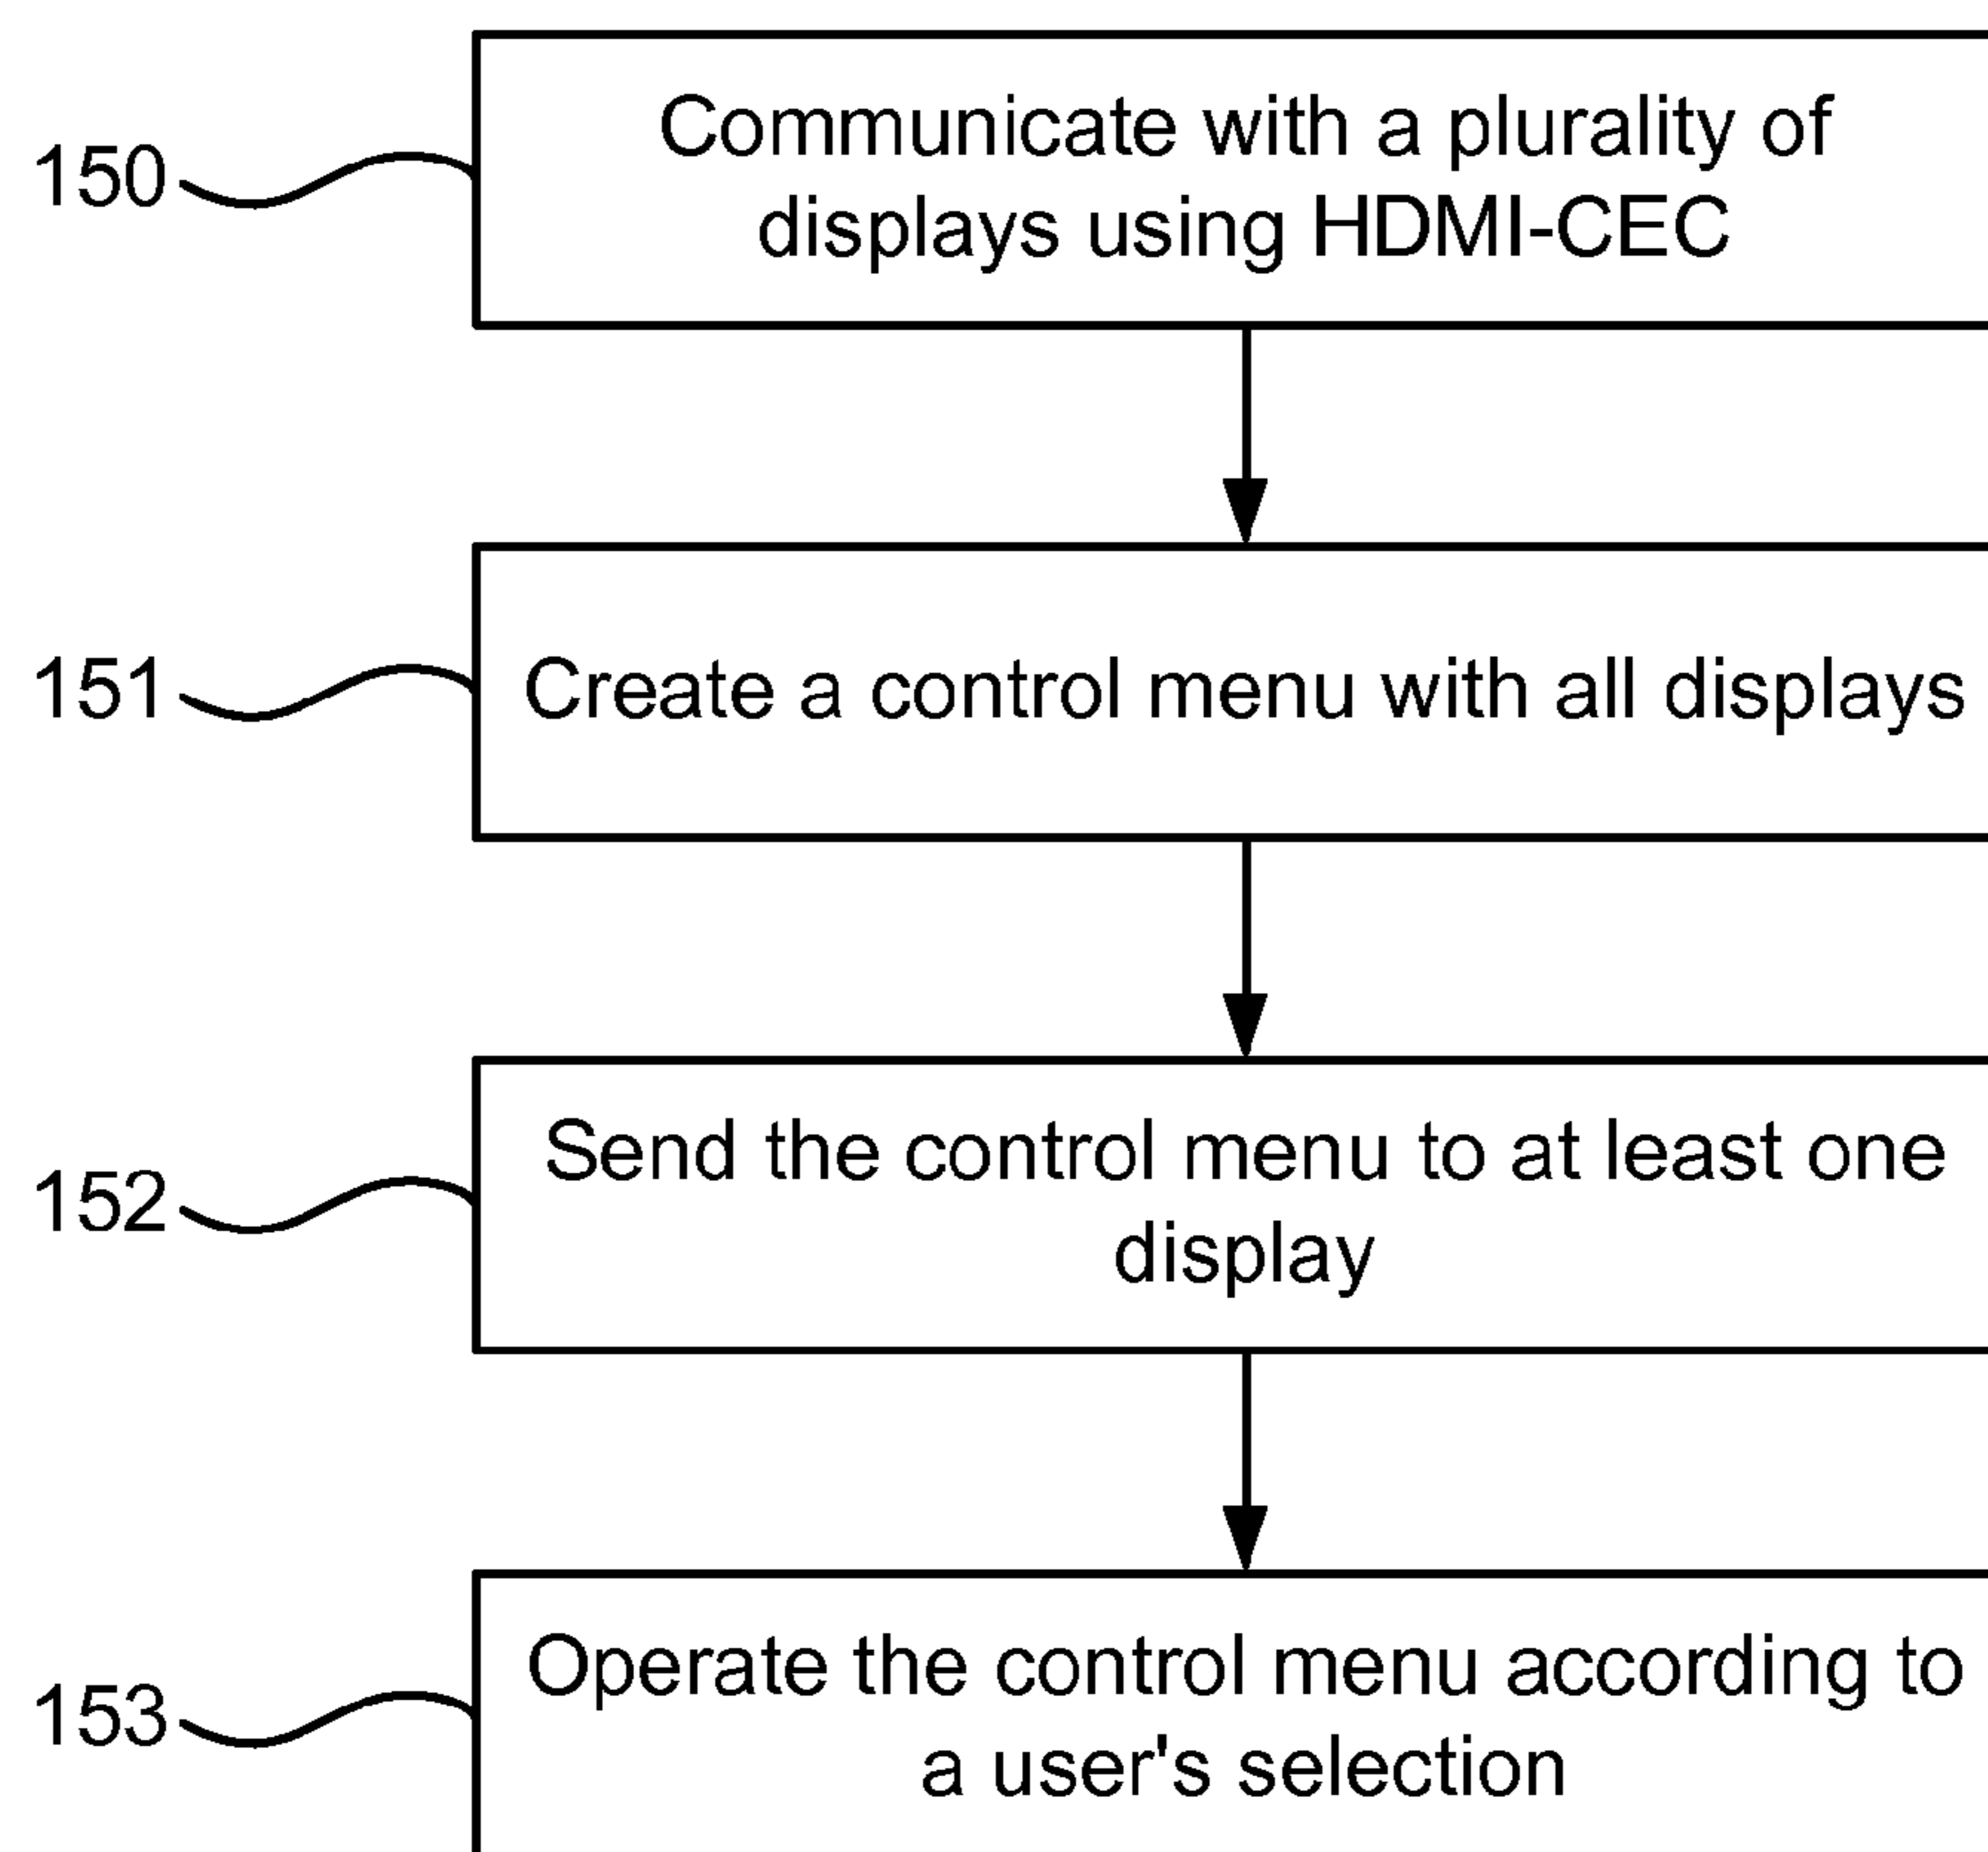 150
Communicate with a plurality of
displays using HDMI-CEC
151
Create a control menu with all displays
152
Send the control menu to at least one
display
153
Operate the control menu according to
a user's selection